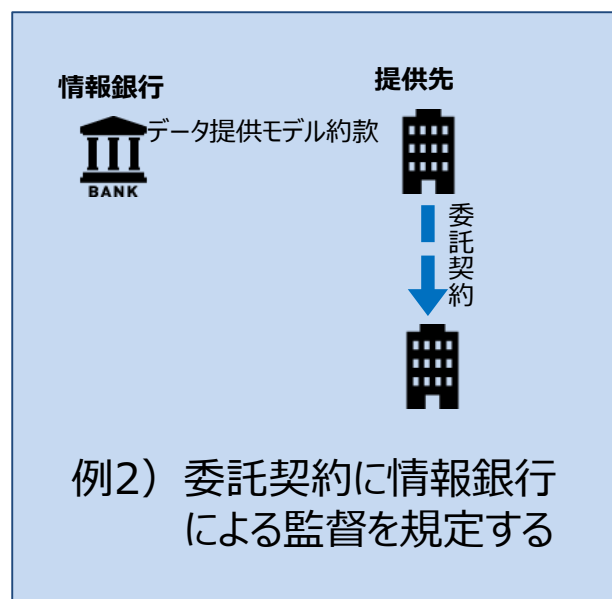 情報銀行
提供先
データ提供モデル約款
BANK
委託契約
例2）委託契約に情報銀行
による監督を規定する